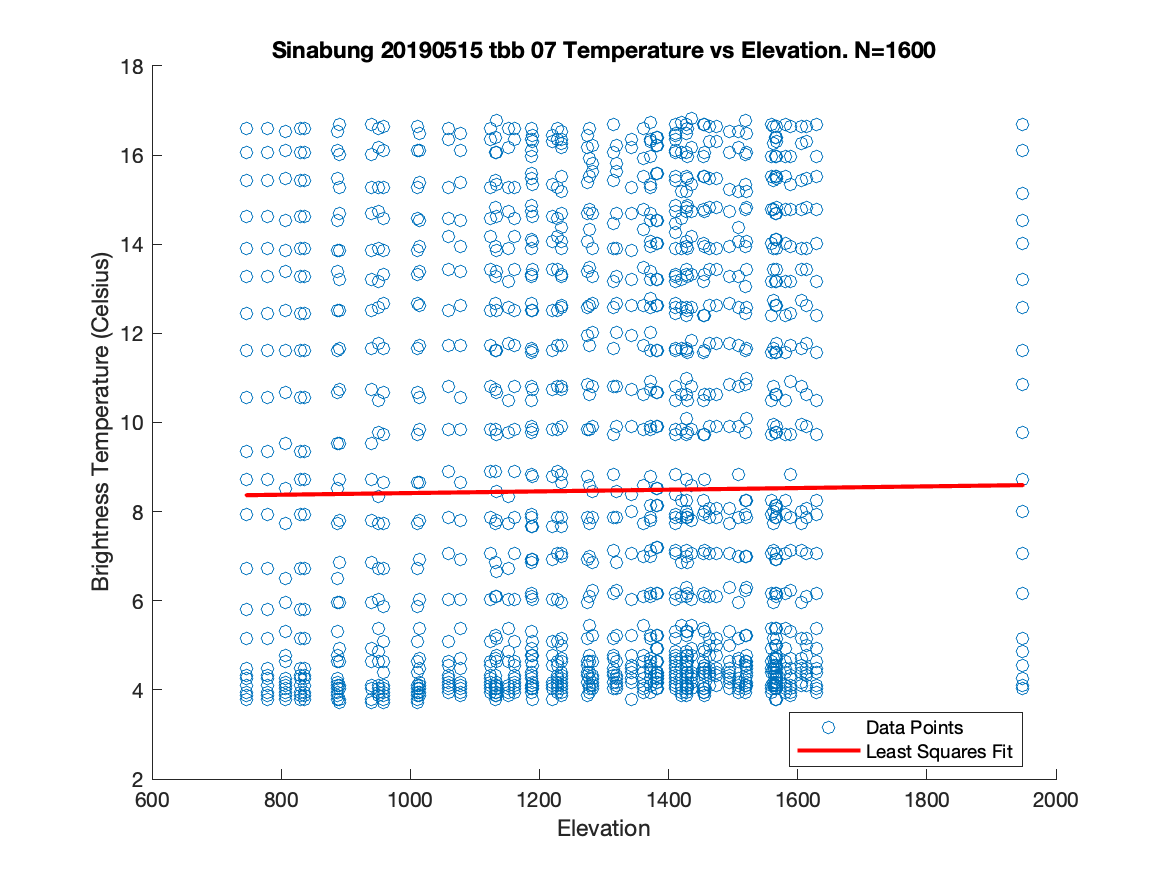 Sinabung 20190515 tbb 07 Temperature vs Elevation. N=1600
18
16
14
12
10
8
6
4
2
Brightness Temperature (Celsius)
Data Points
Least Squares Fit
600 800 1000 1200 1400 1600 1800 2000
Elevation